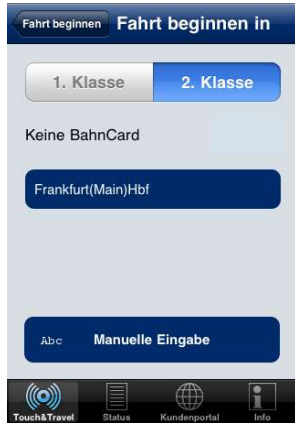 Fahrt beginnen Fahrt beginnen in
1. Klasse 2. Klasse
Keine BahnCard
Frankfurt(Main)Hbf
Abc Manuelle Eingabe
Touch&Travel Status Kundenportal Info